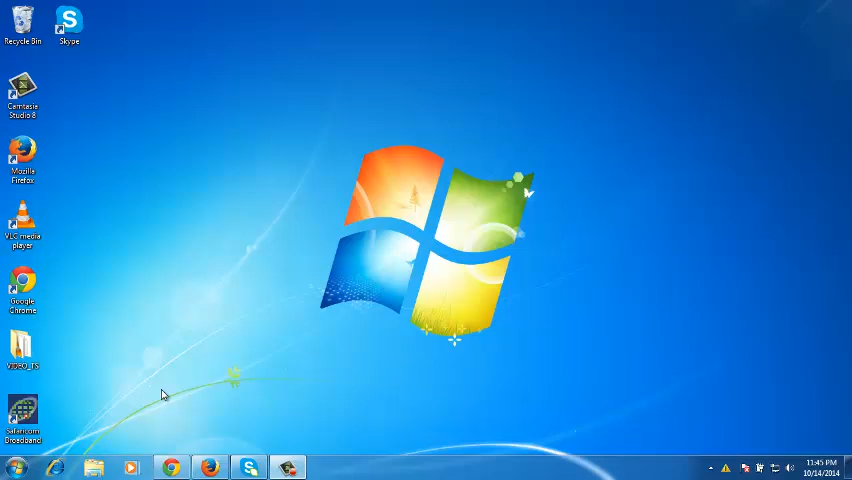 Recycle Bin
Skype
Camtasia
Studio 8
Mozilla
Firefox
VLC media
player
Google
Chrome
VIDEO_TS
Safaricom
Broadband
11:45 PM
10/14/2014